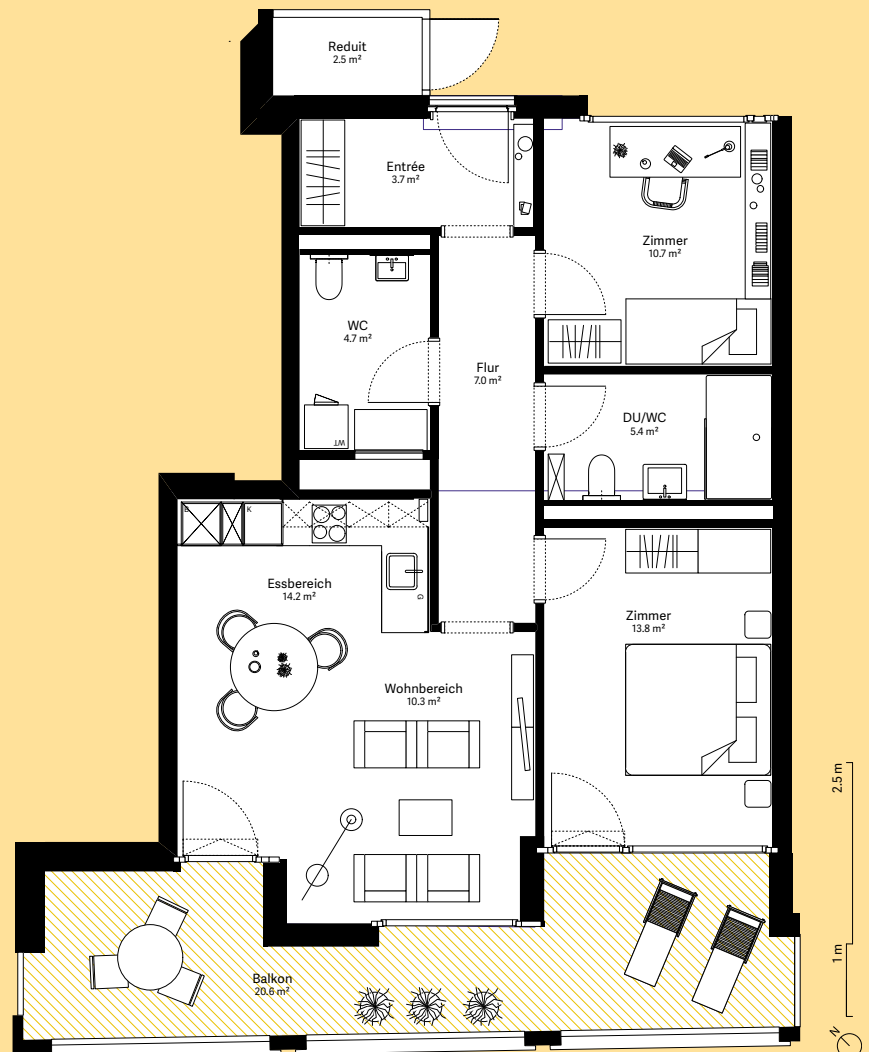 Reduit
2.5 m²
Entrée
3.7 m²
Zimmer
10.7 m²
WC
4.7 m²
Flur
7.0 m²
DU/WC
5.4 m²
WT
E
K
G
Essbereich
14.2 m²
Zimmer
13.8 m²
Wohnbereich
10.3 m²
2.5 m
1 m
Balkon
20.6 m²
N